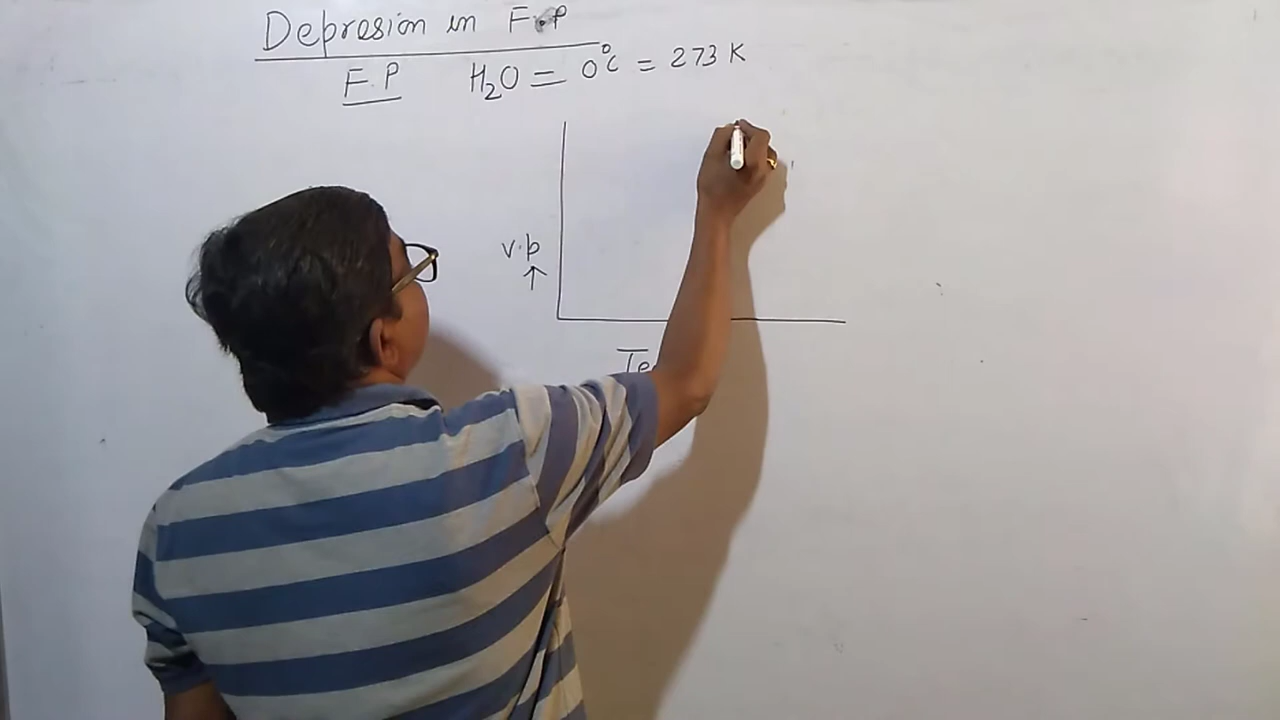 Depresion in F.P
F.P H₂O = 0°C = 273 K
v.p
↑